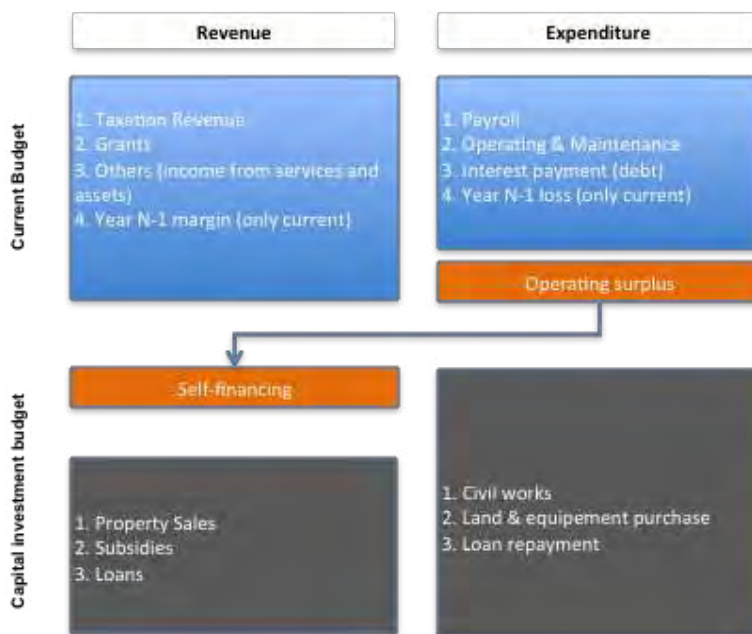 Revenue
Expenditure
Current Budget
1. Taxation Revenue
2. Grants
3. Others (income from services and
assets)
4. Year N-1 margin (only current)
1. Payroll
2. Operating & Maintenance
3. Interest payment (debt)
4. Year N-1 loss (only current)
Operating surplus
Capital investment budget
Self-financing
1. Property Sales
2. Subsidies
3. Loans
1. Civil works
2. Land & equipement purchase
3. Loan repayment